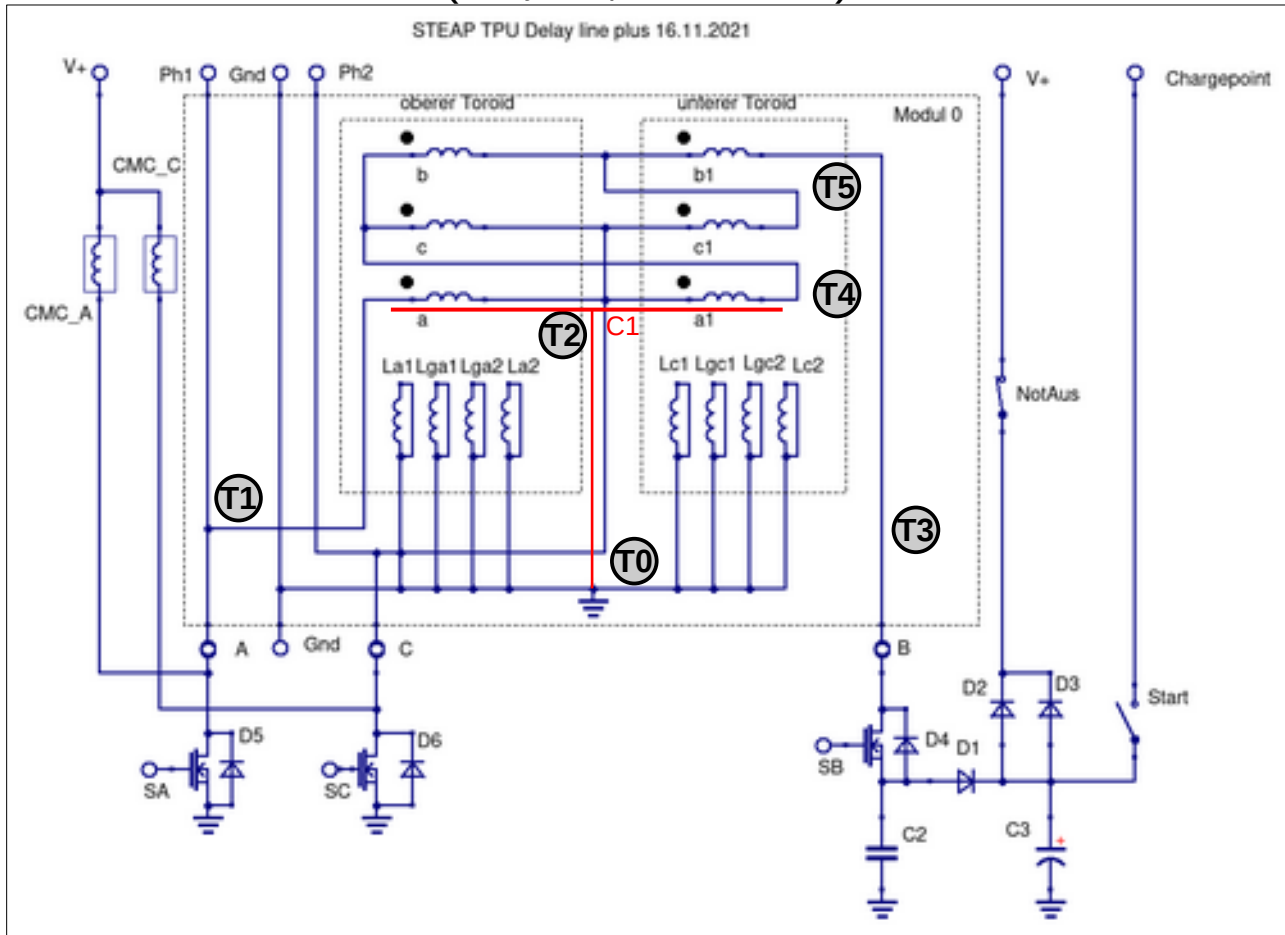 STEAP TPU Delay line plus 16.11.2021
V+
Ph1
Gnd
Ph2
V+
Chargepoint
oberer Toroid
unterer Toroid
Modul 0
CMC_C
b
b1
T5
c
c1
CMC_A
a
T2
C1
a1
T4
La1 Lga1 Lga2 La2
Lc1 Lgc1 Lgc2 Lc2
NotAus
T1
T3
T0
A
Gnd
C
B
D5
D6
D2
D3
Start
SA
SC
SB
D4
D1
C2
C3
+